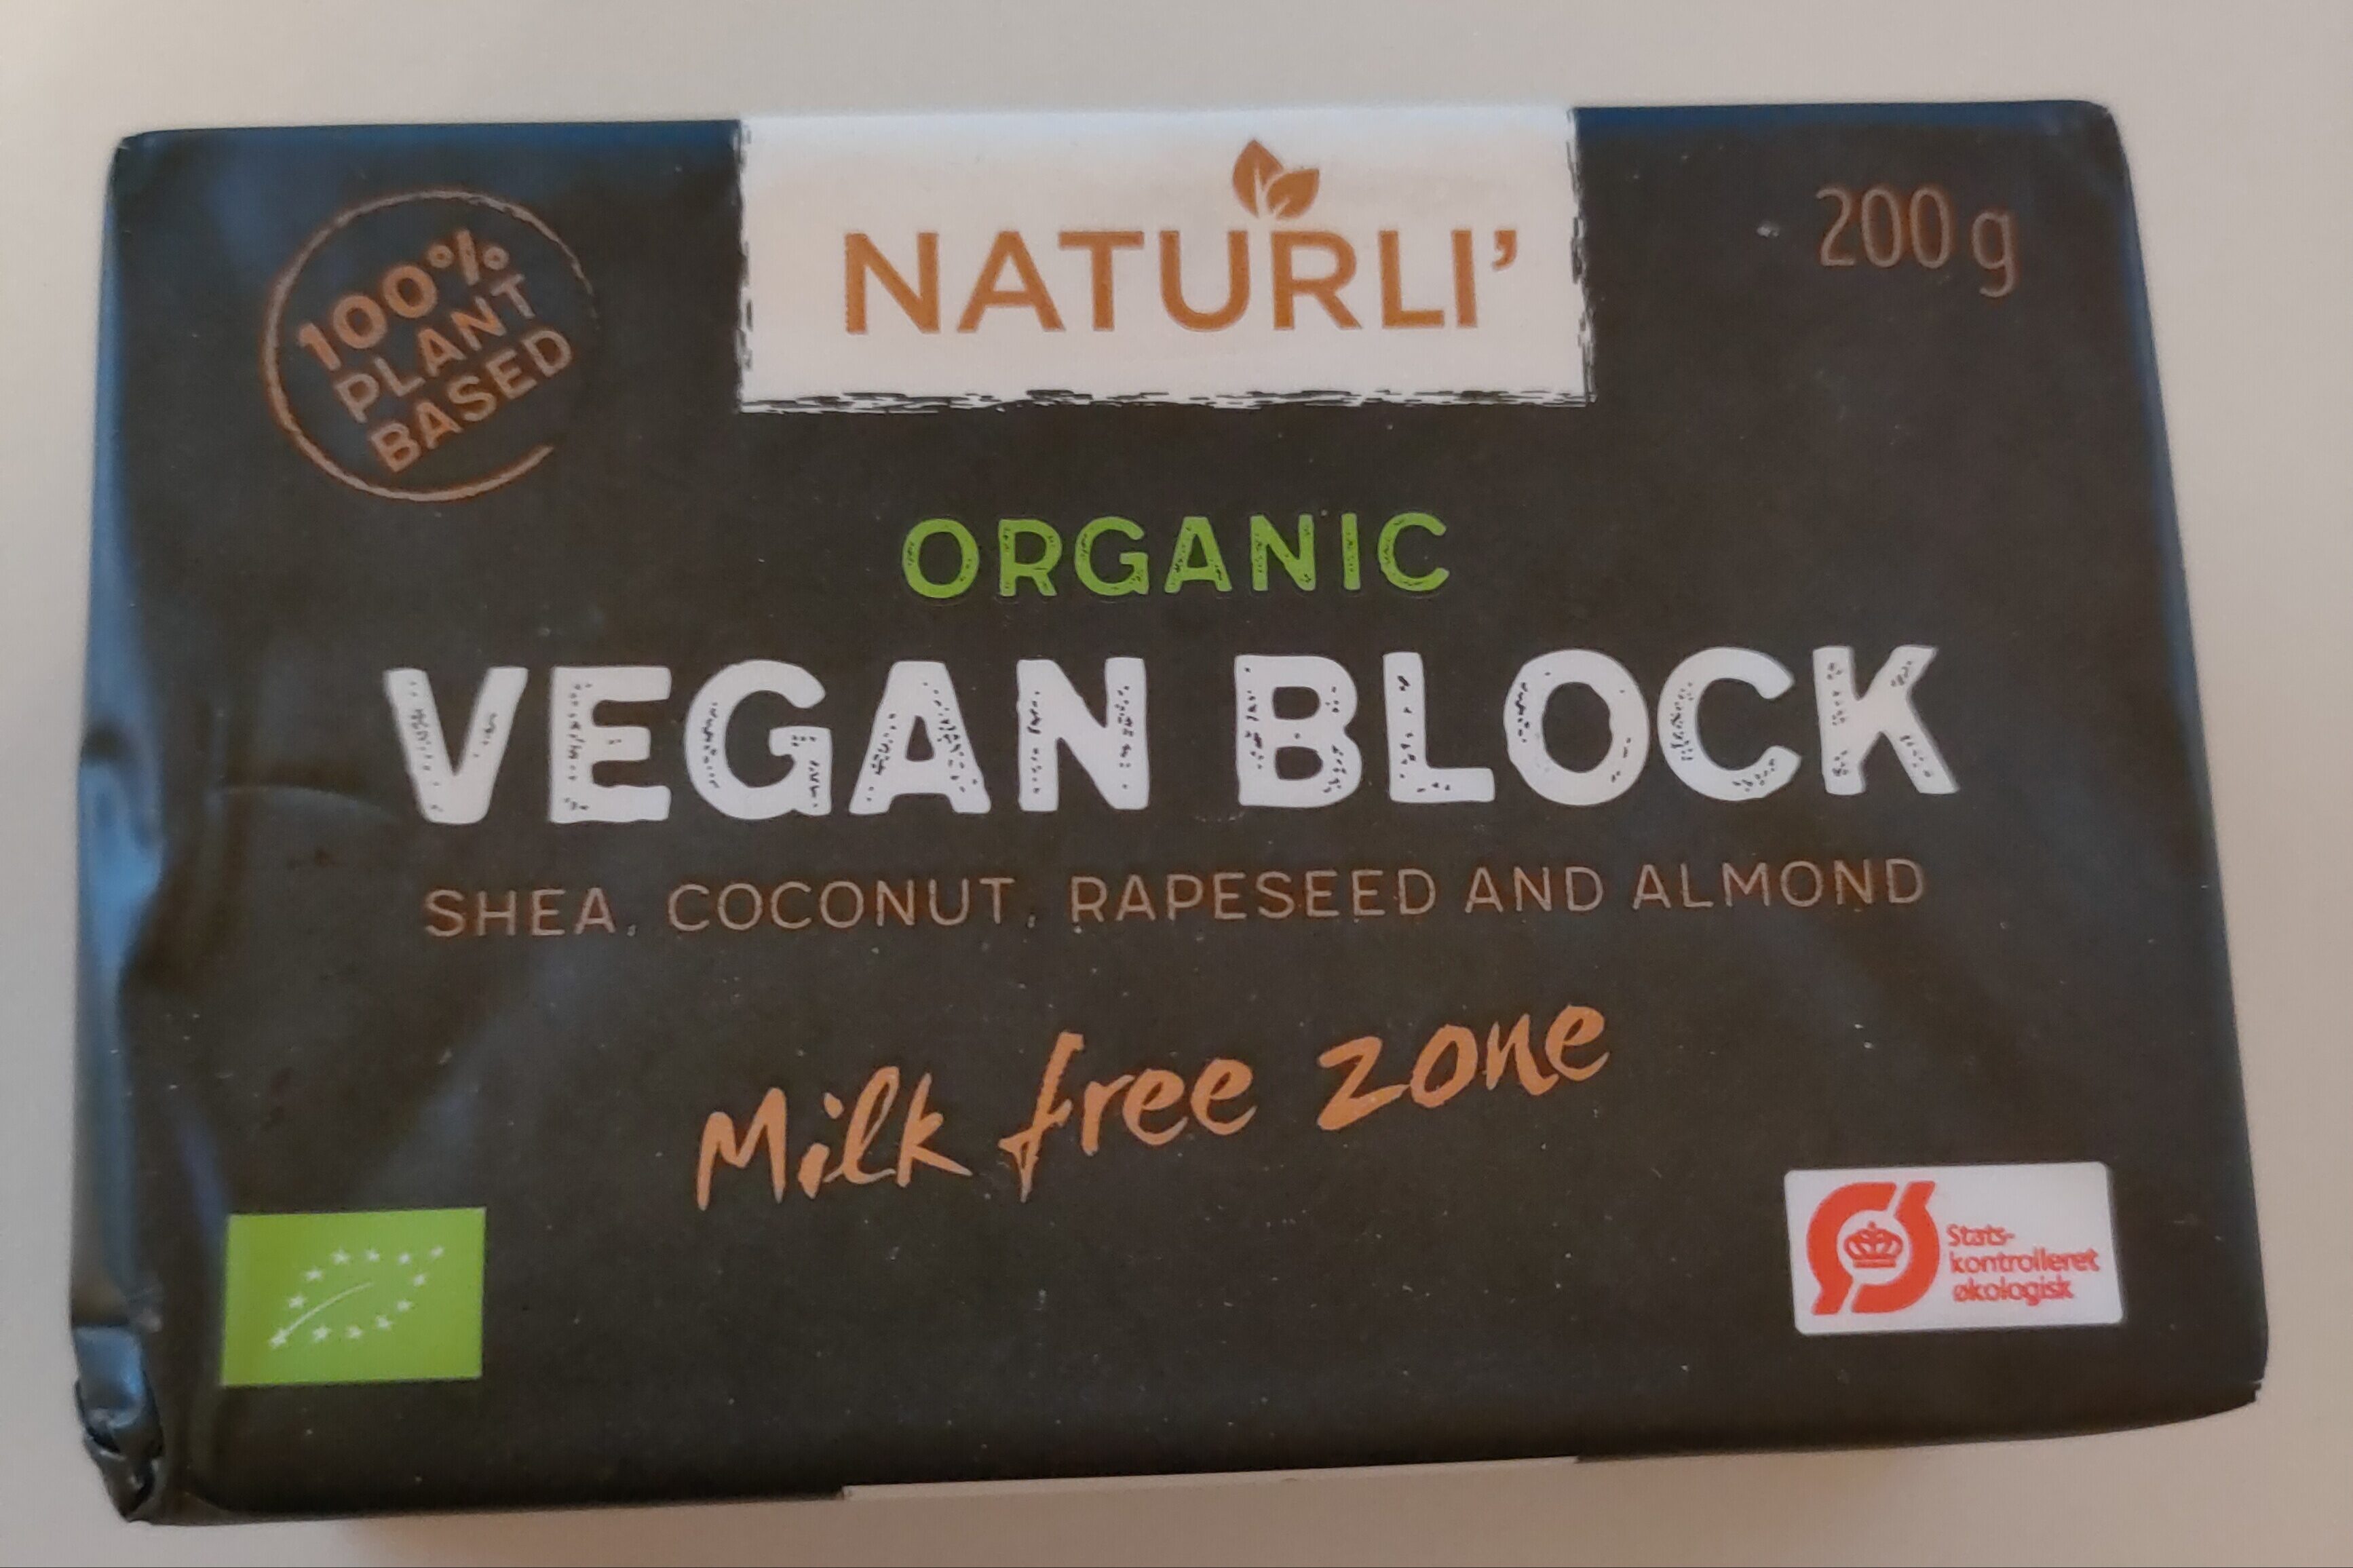 NATURLI’
200 g
100%
PLANT
BASED
ORGANIC
VEGAN BLOCK
SHEA, COCONUT, RAPESEED AND ALMOND
Milk free zone
Stats-
kontrolleret
økologisk